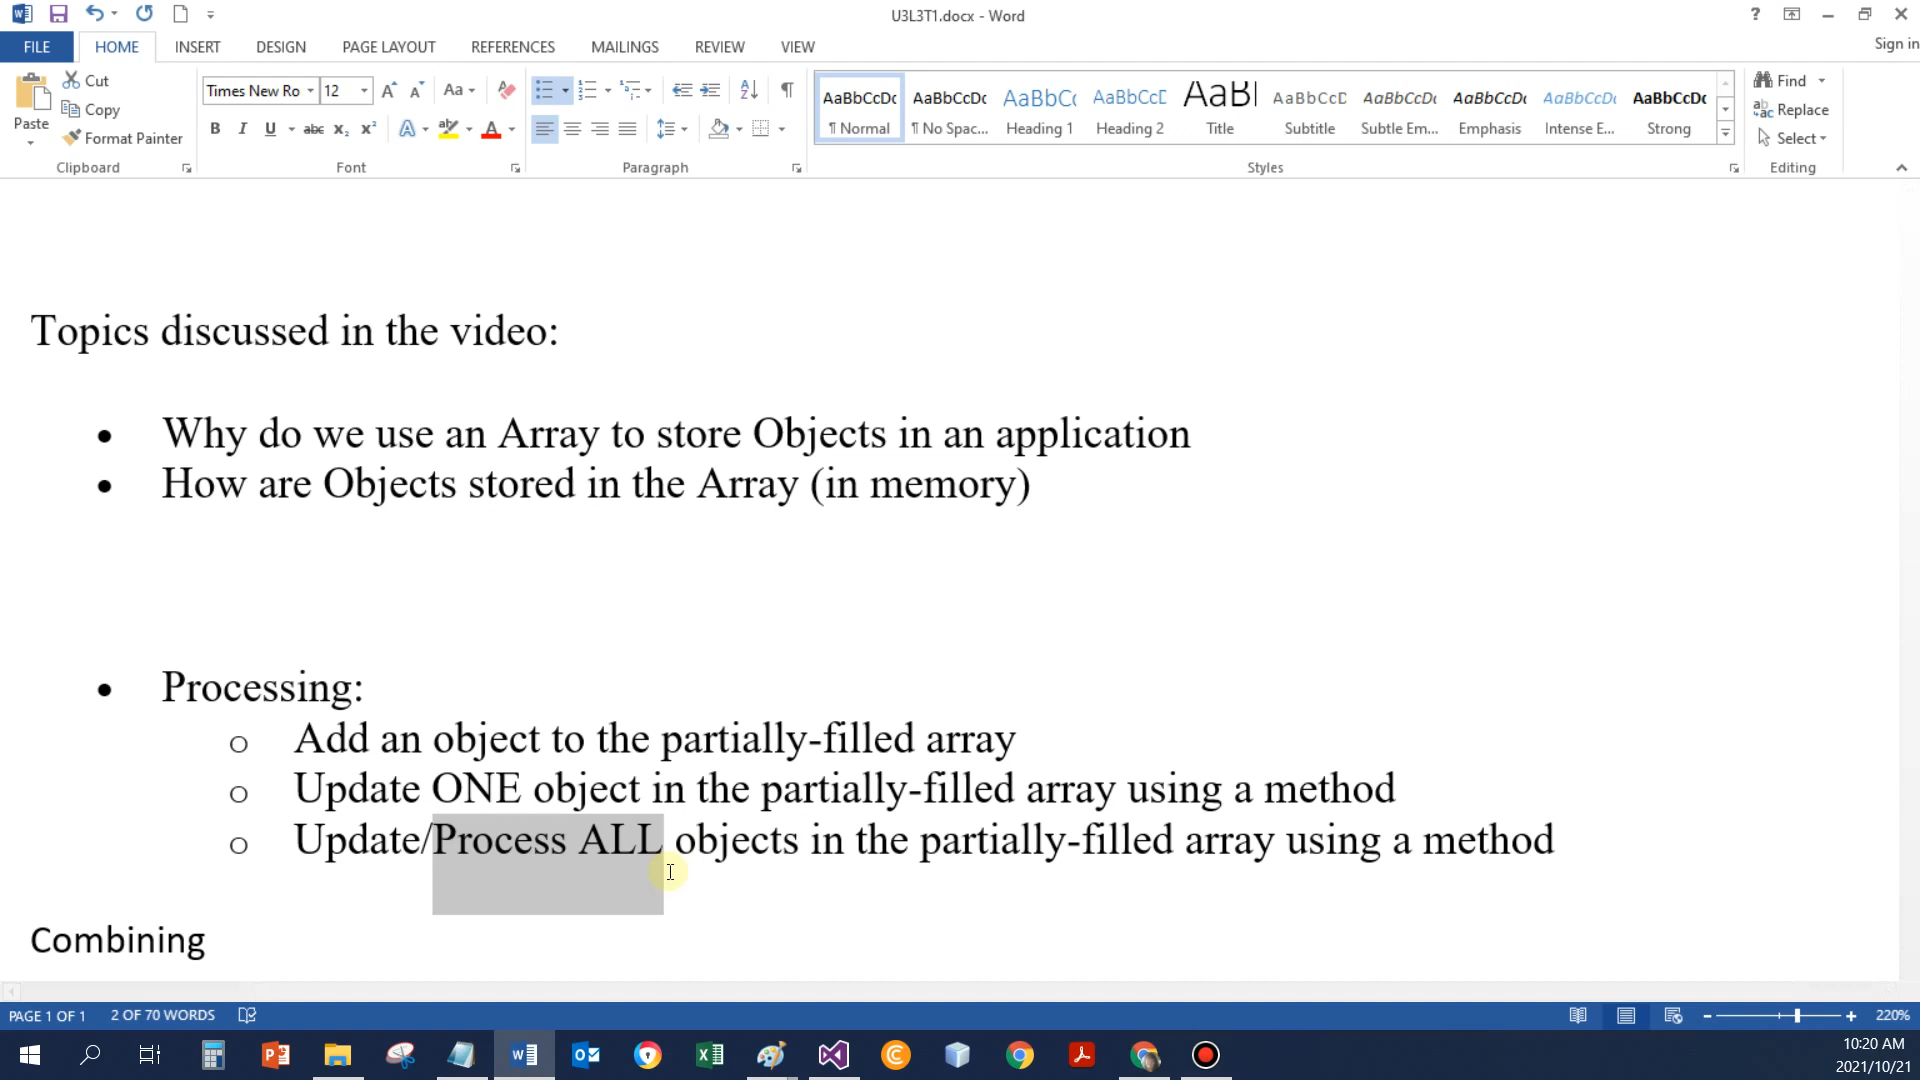 U3L3T1.docx - Word
Sign in
FILE
HOME
INSERT
DESIGN
PAGE LAYOUT
REFERENCES
MAILINGS
REVIEW
VIEW
Paste
Cut
Copy
Format Painter
Clipboard
Times New Ro
12
Font
Paragraph
AaBbCcDc
¶ Normal
AaBbCcDc
¶ No Spac...
AaBbCc
Heading 1
AaBbCcE
Heading 2
AaBl
Title
AaBbCcD
Subtitle
AaBbCcDc
Subtle Em...
AaBbCcDc
Emphasis
AaBbCcDc
Intense E...
AaBbCcDc
Strong
Styles
Find
Replace
Select
Editing
Topics discussed in the video:
• Why do we use an Array to store Objects in an application
• How are Objects stored in the Array (in memory)
• Processing:
o Add an object to the partially-filled array
o Update ONE object in the partially-filled array using a method
o Update/Process ALL objects in the partially-filled array using a method
Combining
PAGE 1 OF 1
2 OF 70 WORDS
220%
10:20 AM
2021/10/21